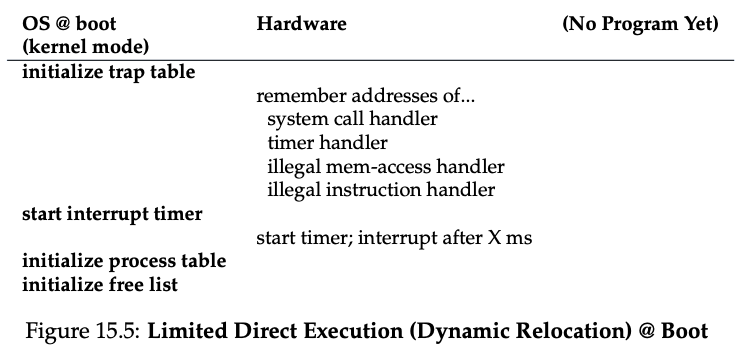 OS @ boot Hardware (No Program Yet)
(kernel mode)
initialize trap table
remember addresses of...
system call handler
timer handler
illegal mem-access handler
illegal instruction handler
start interrupt timer
start timer; interrupt after X ms
initialize process table
initialize free list
Figure 15.5: Limited Direct Execution (Dynamic Relocation) @ Boot